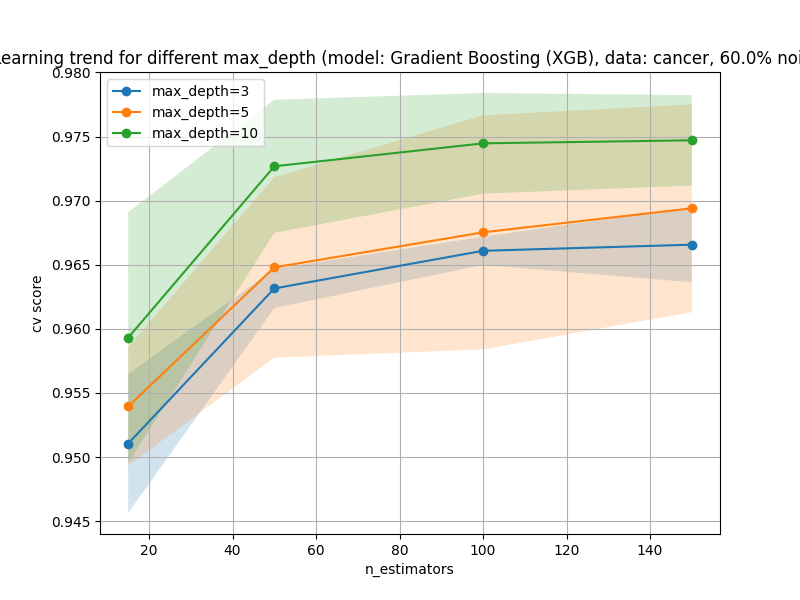 earning trend for different max_depth (model: Gradient Boosting (XGB), data: cancer, 60.0% noi
max_depth=3
max_depth=5
max_depth=10
0.980
0.975
0.970
0.965
0.960
0.955
0.950
0.945
cv score
20 40 60 80 100 120 140
n_estimators